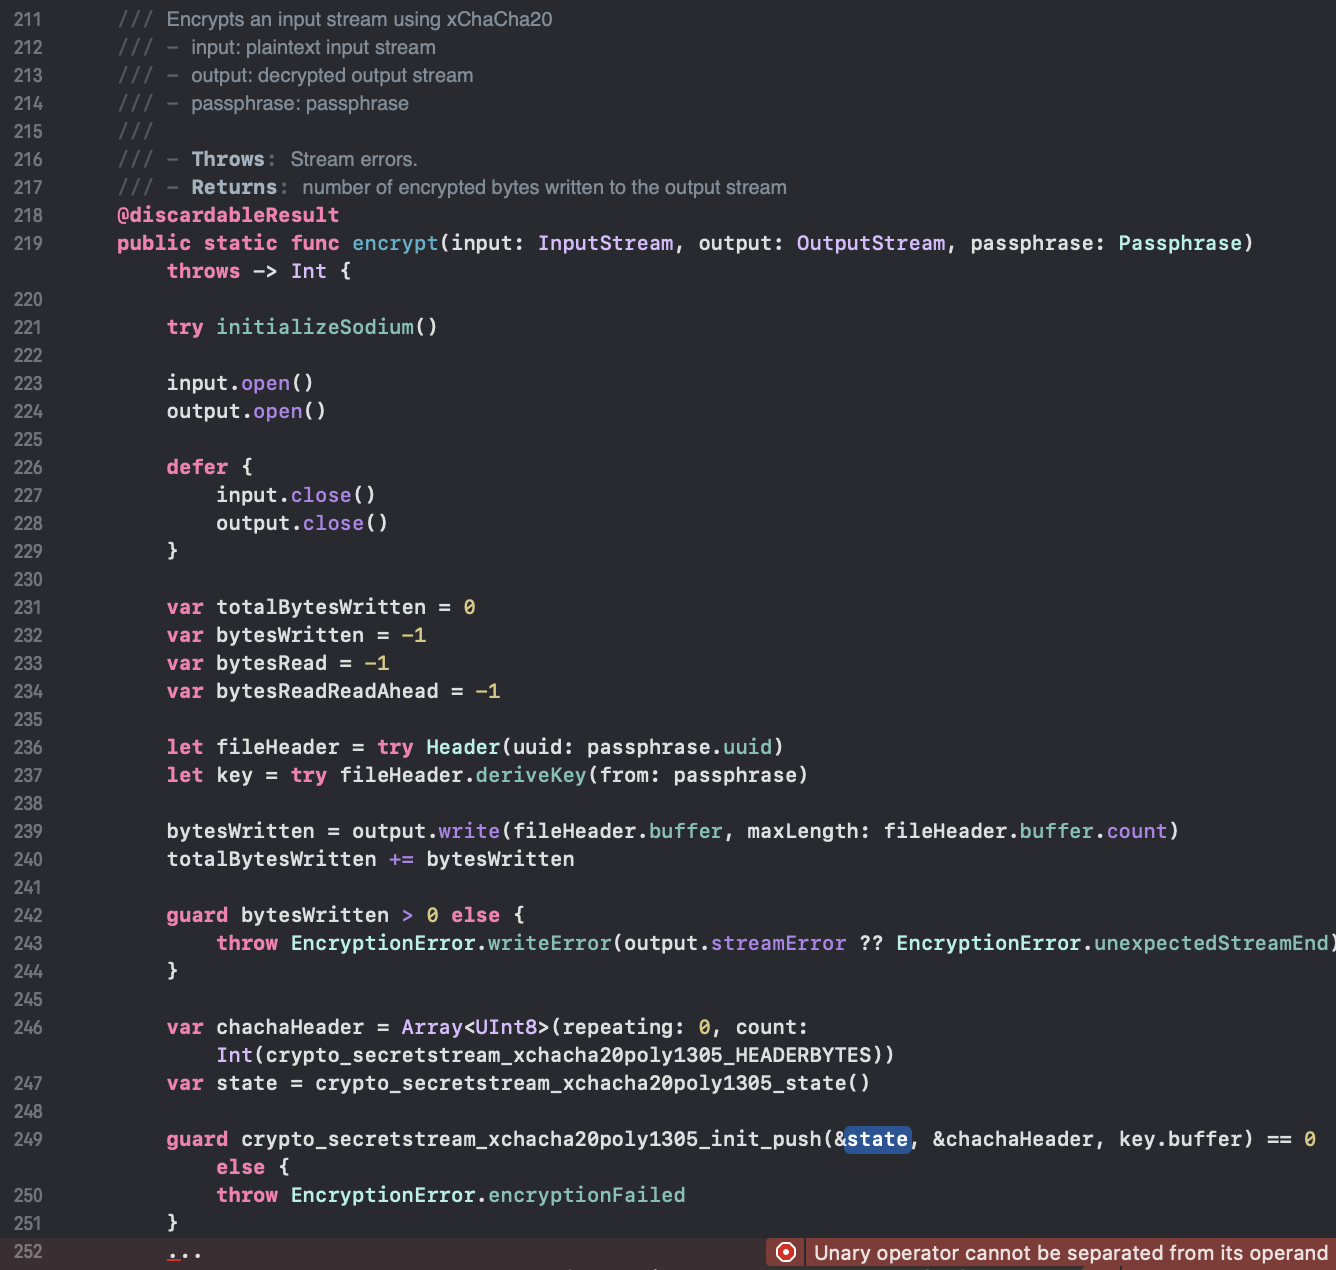 211 /// Encrypts an input stream using xChaCha20
212 /// - input: plaintext input stream
213 /// - output: decrypted output stream
214 /// - passphrase: passphrase
215 ///
216 /// - Throws: Stream errors.
217 /// - Returns: number of encrypted bytes written to the output stream
218 @discardableResult
219 public static func encrypt(input: InputStream, output: OutputStream, passphrase: Passphrase)
throws -> Int {
220
221 try initializeSodium()
222
223 input.open()
224 output.open()
225
226 defer {
227 input.close()
228 output.close()
229 }
230
231 var totalBytesWritten = 0
232 var bytesWritten = -1
233 var bytesRead = -1
234 var bytesReadReadAhead = -1
235
236 let fileHeader = try Header(uuid: passphrase.uuid)
237 let key = try fileHeader.deriveKey(from: passphrase)
238
239 bytesWritten = output.write(fileHeader.buffer, maxLength: fileHeader.buffer.count)
240 totalBytesWritten += bytesWritten
241
242 guard bytesWritten > 0 else {
243 throw EncryptionError.writeError(output.streamError ?? EncryptionError.unexpectedStreamEnd)
244 }
245
246 var chachaHeader = Array<UInt8>(repeating: 0, count:
Int(crypto_secretstream_xchacha20poly1305_HEADERBYTES))
247 var state = crypto_secretstream_xchacha20poly1305_state()
248
249 guard crypto_secretstream_xchacha20poly1305_init_push(&state, &chachaHeader, key.buffer) == 0
else {
250 throw EncryptionError.encryptionFailed
251 }
252 ... Unary operator cannot be separated from its operand